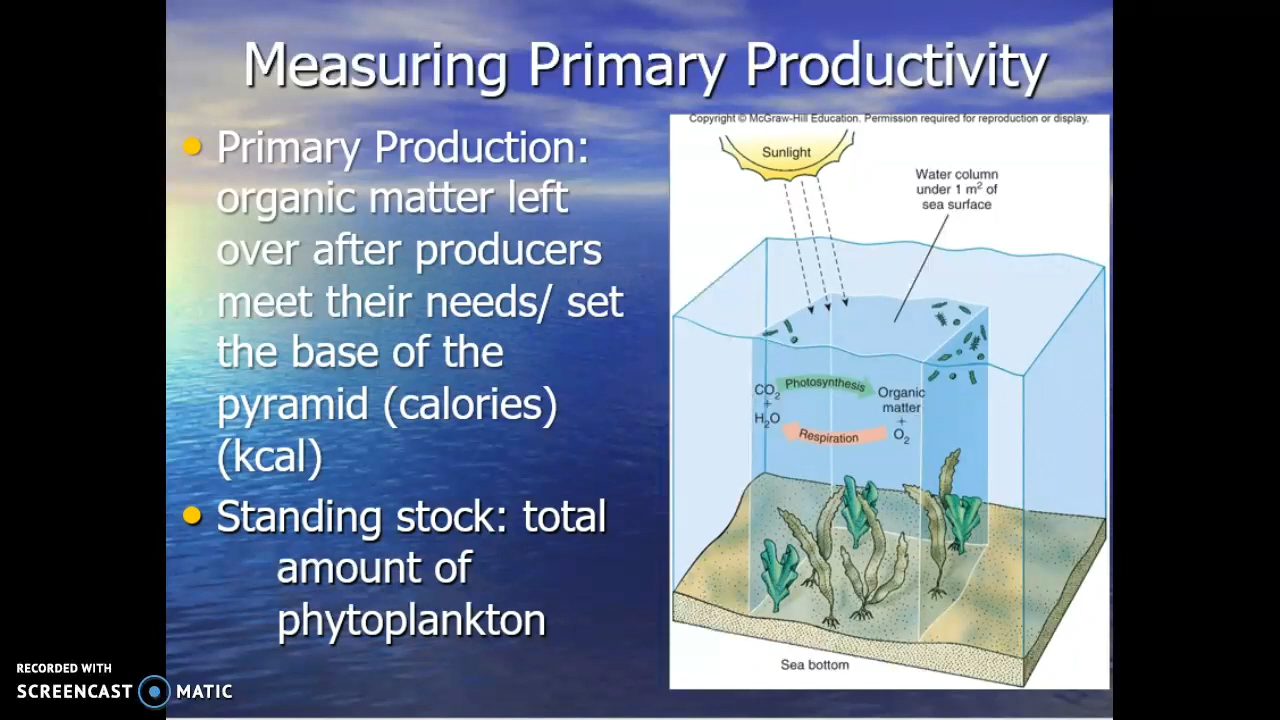 Measuring Primary Productivity
• Primary Production:
organic matter left
over after producers
meet their needs/ set
the base of the
pyramid (calories)
(kcal)
• Standing stock: total
amount of
phytoplankton
Copyright © McGraw-Hill Education. Permission required for reproduction or display.
Sunlight
Water column
under 1 m² of
sea surface
CO₂
+
H₂O
Photosynthesis
Respiration
Organic
matter
+
O₂
Sea bottom
RECORDED WITH
SCREENCAST MATIC